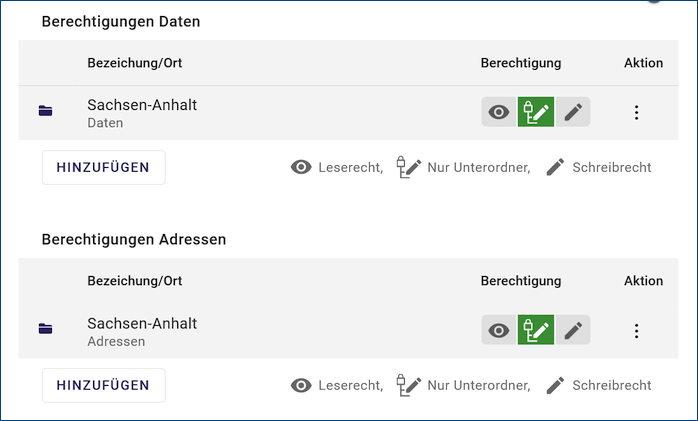 Berechtigungen Daten
Bezeichung/Ort Berechtigung Aktion
Sachsen-Anhalt
Daten
HINZUFÜGEN Leserecht, Nur Unterordner, Schreibrecht
Berechtigungen Adressen
Bezeichung/Ort Berechtigung Aktion
Sachsen-Anhalt
Adressen
HINZUFÜGEN Leserecht, Nur Unterordner, Schreibrecht